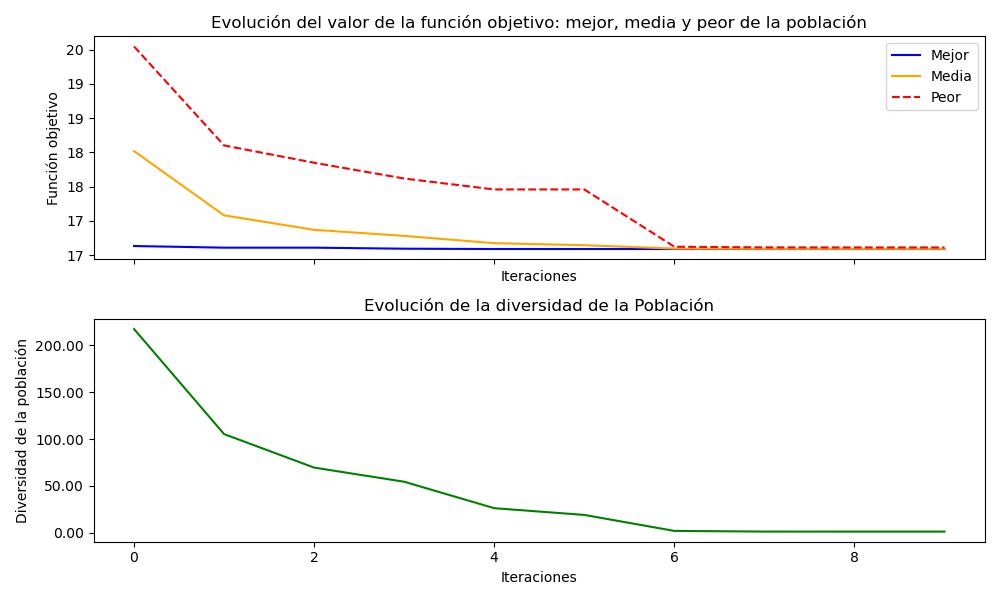 Evolución del valor de la función objetivo: mejor, media y peor de la población
Función objetivo
20
19
19
18
18
17
17
Mejor
Media
Peor
Iteraciones
Evolución de la diversidad de la Población
Diversidad de la población
200.00
150.00
100.00
50.00
0.00
0 2 4 6 8
Iteraciones